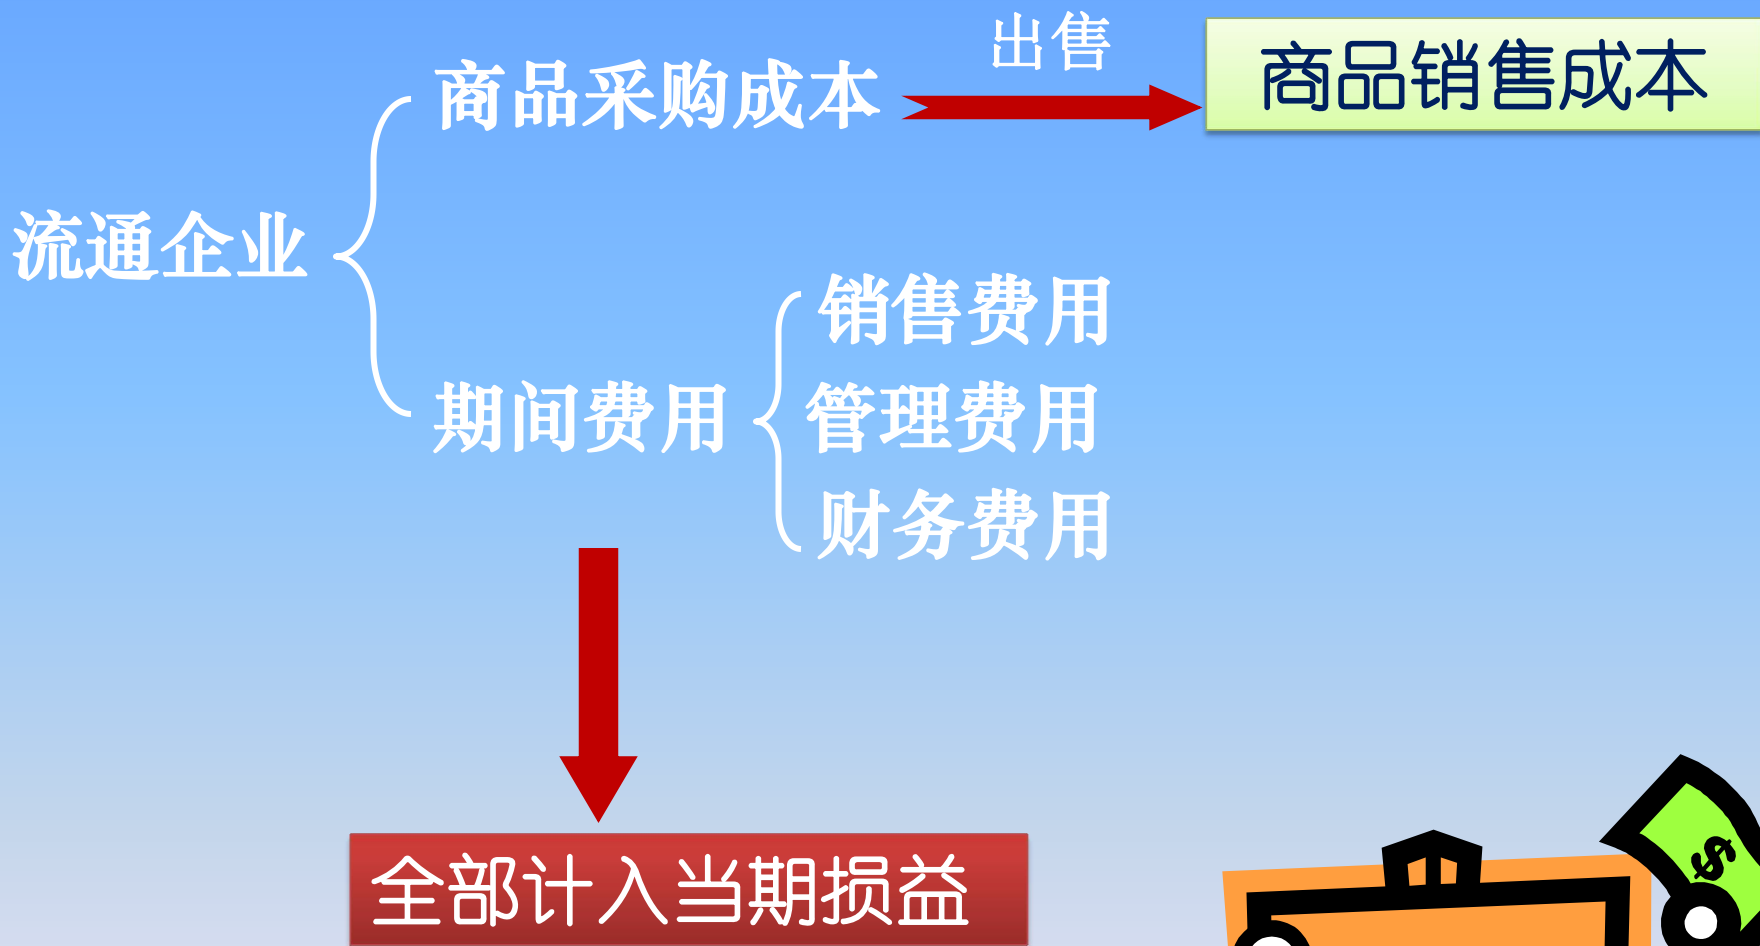 出售
商品采购成本
商品销售成本
流通企业
销售费用
期间费用
管理费用
财务费用
全部计入当期损益
$